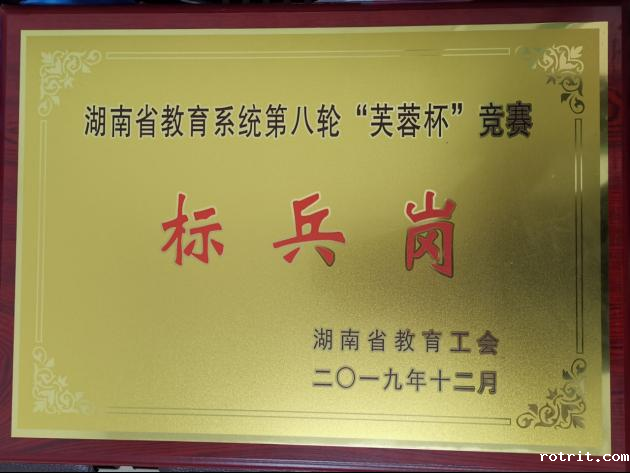 湖南省教育系统第八轮“芙蓉杯”竞赛
标兵岗
湖南省教育工会
二〇一九年十二月
rotrit.com